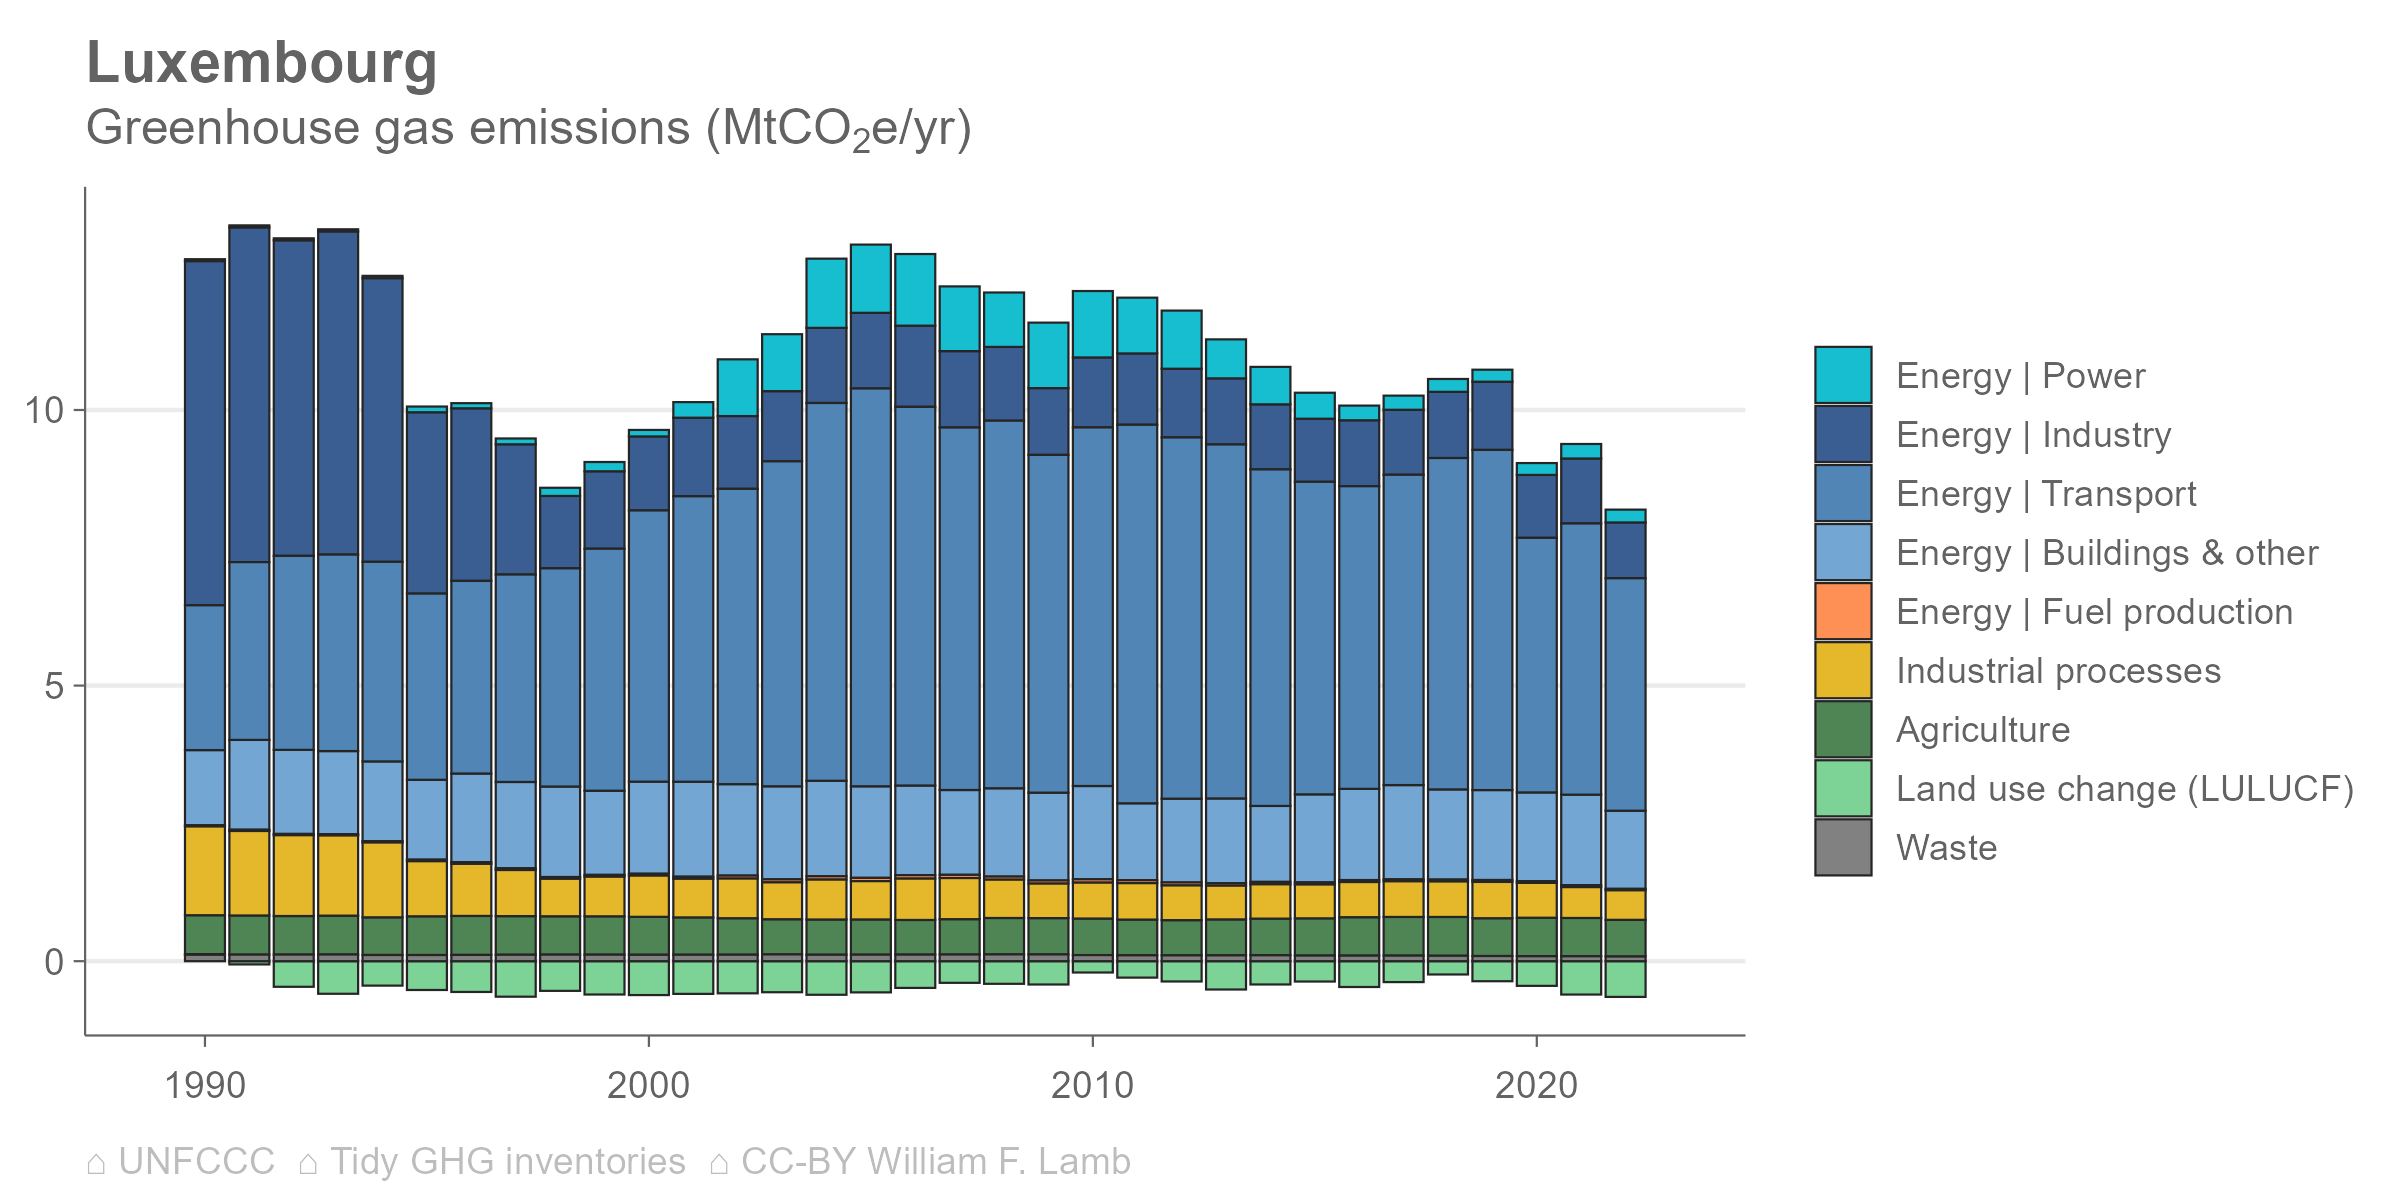 Luxembourg
Greenhouse gas emissions (MtCO₂e/yr)
10
5
0
1990
2000
2010
2020
Energy | Power
Energy | Industry
Energy | Transport
Energy | Buildings & other
Energy | Fuel production
Industrial processes
Agriculture
Land use change (LULUCF)
Waste
⌂ UNFCCC ⌂ Tidy GHG inventories ⌂ CC-BY William F. Lamb